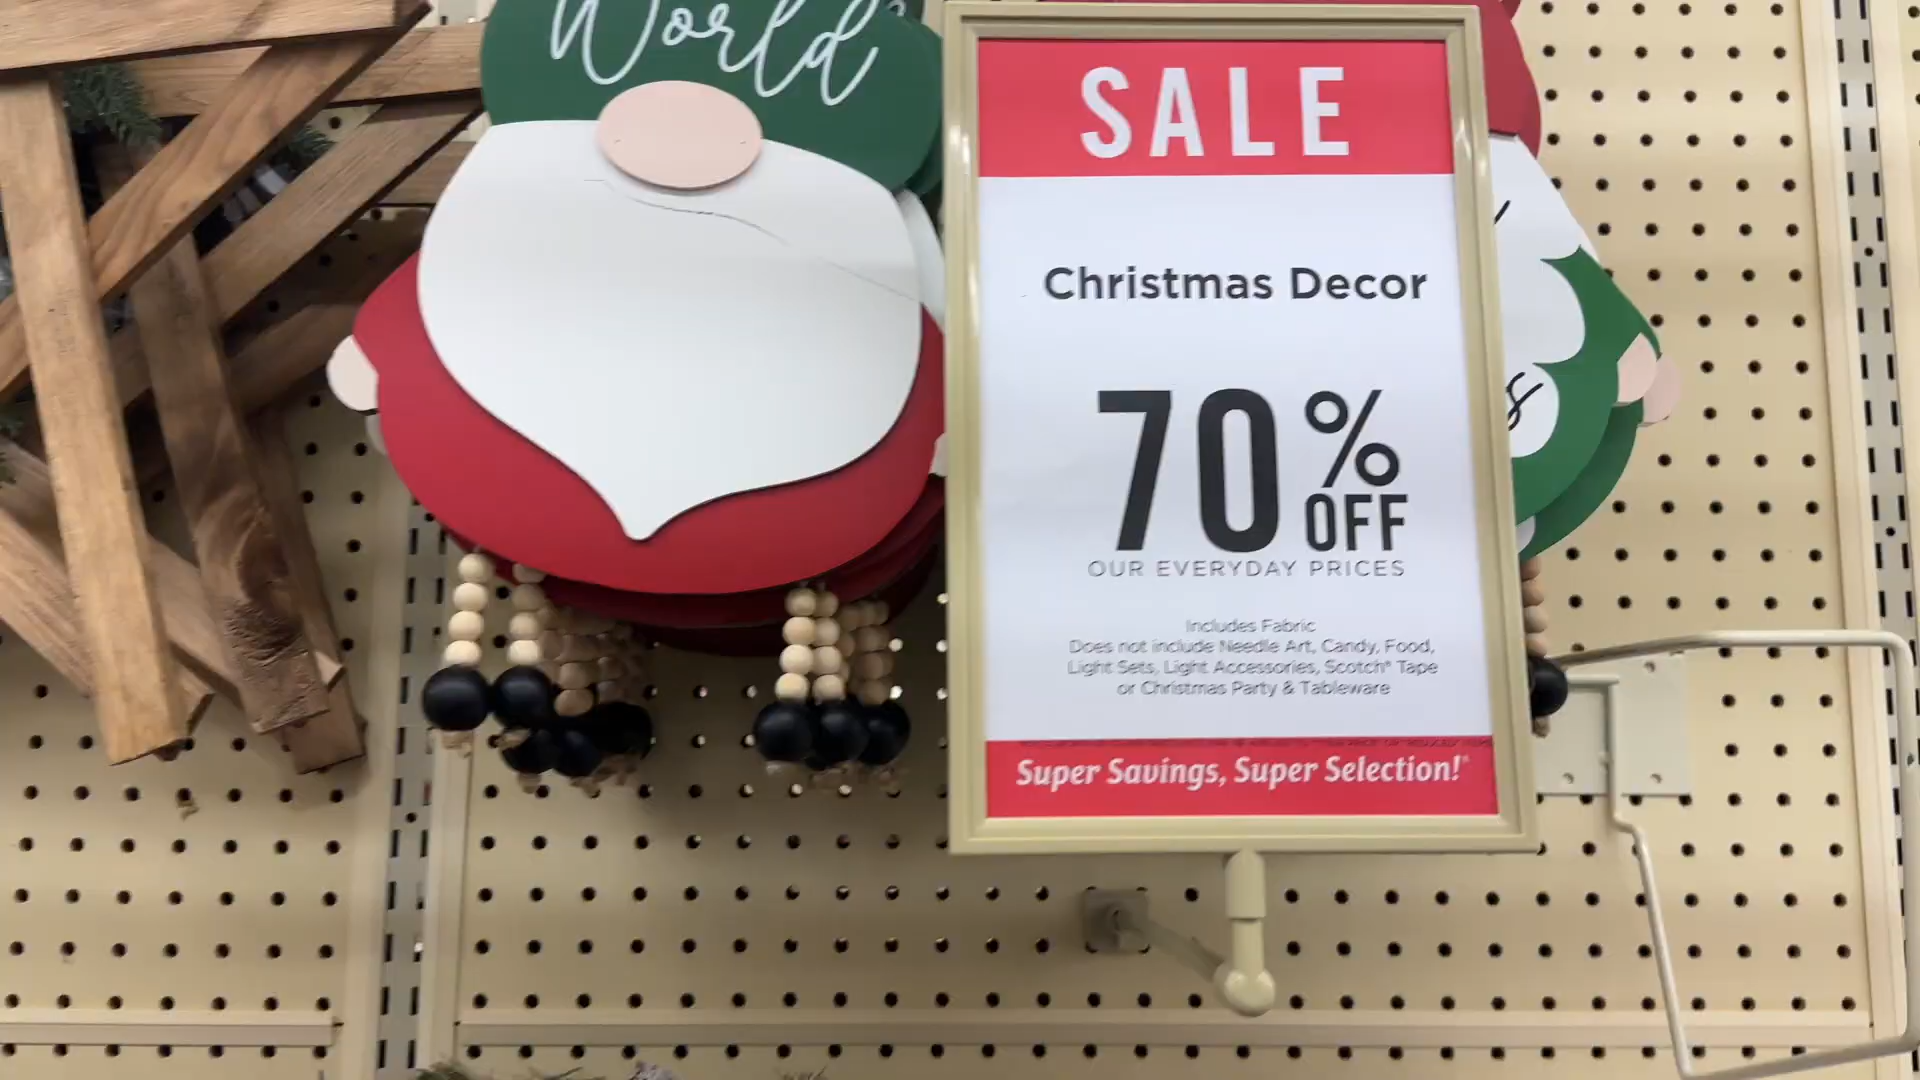 World
SALE
Christmas Decor
70%
OFF
OUR EVERYDAY PRICES
Includes Fabric
Does not include Needle Art, Candy, Food,
Light Sets, Light Accessories, Scotch® Tape
or Christmas Party & Tableware
Super Savings, Super Selection!®